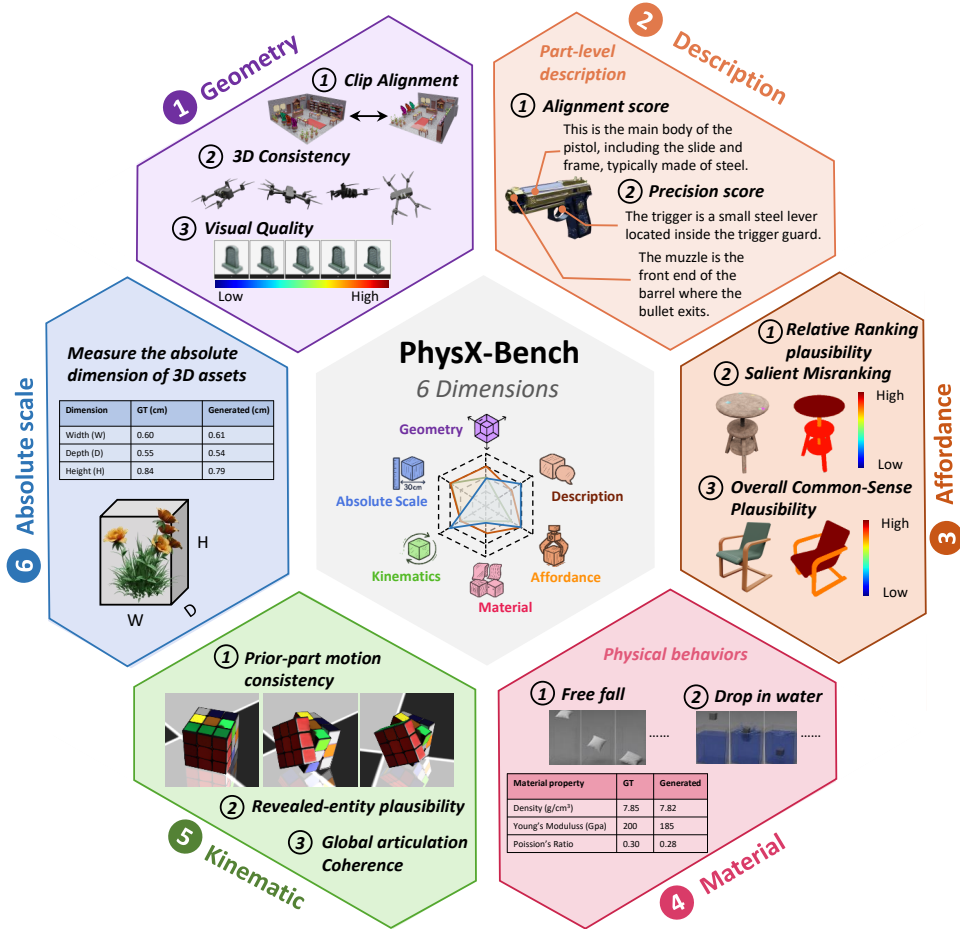 1 Geometry
1 Clip Alignment
2 3D Consistency
3 Visual Quality
Low High
2 Description
Part-level
description
1 Alignment score
This is the main body of the
pistol, including the slide and
frame, typically made of steel.
2 Precision score
The trigger is a small steel lever
located inside the trigger guard.
The muzzle is the
front end of the
barrel where the
bullet exits.
6 Absolute scale
Measure the absolute
dimension of 3D assets
Dimension GT (cm) Generated (cm)
Width (W) 0.60 0.61
Depth (D) 0.55 0.54
Height (H) 0.84 0.79
H
W
D
PhysX-Bench
6 Dimensions
Geometry
30cm
Absolute Scale
Description
Kinematics
Affordance
Material
3 Affordance
1 Relative Ranking
plausibility
2 Salient Misranking
High
Low
3 Overall Common-Sense
Plausibility
High
Low
5 Kinematic
1 Prior-part motion
consistency
2 Revealed-entity plausibility
3 Global articulation
Coherence
4 Material
Physical behaviors
1 Free fall
......
2 Drop in water
......
Material property GT Generated
Density (g/cm³) 7.85 7.82
Young's Moduluss (Gpa) 200 185
Poission's Ratio 0.30 0.28